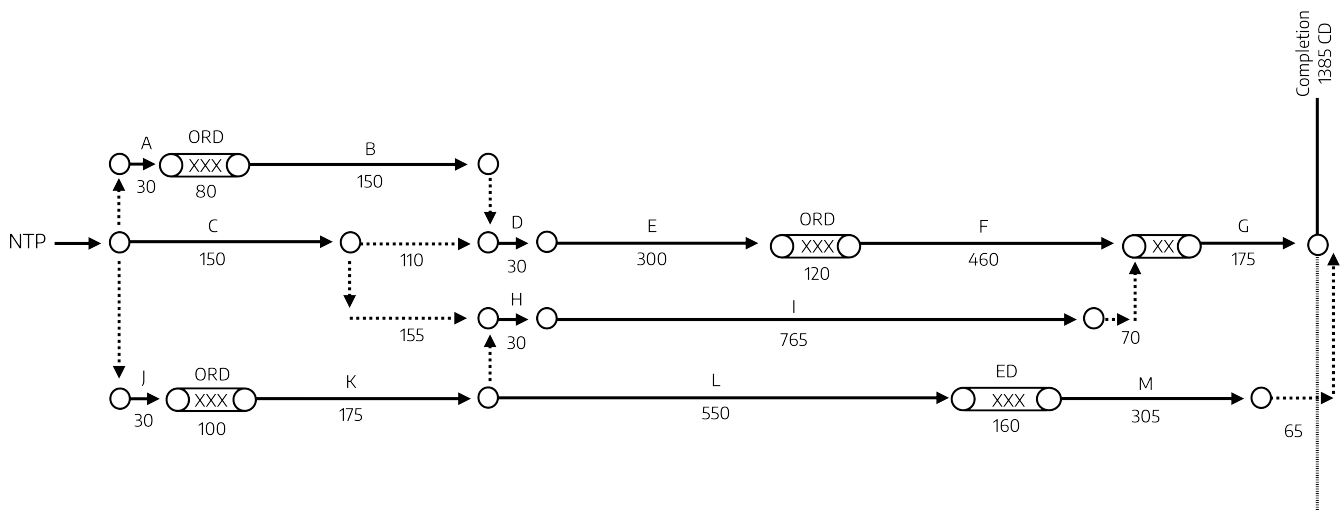 Completion
1385 CD
A
ORD
XXX
30
80
B
150
NTP
C
150
110
D
30
E
300
ORD
XXX
120
F
460
XX
G
175
155
H
30
I
765
70
J
30
ORD
XXX
100
K
175
L
550
ED
XXX
160
M
305
65